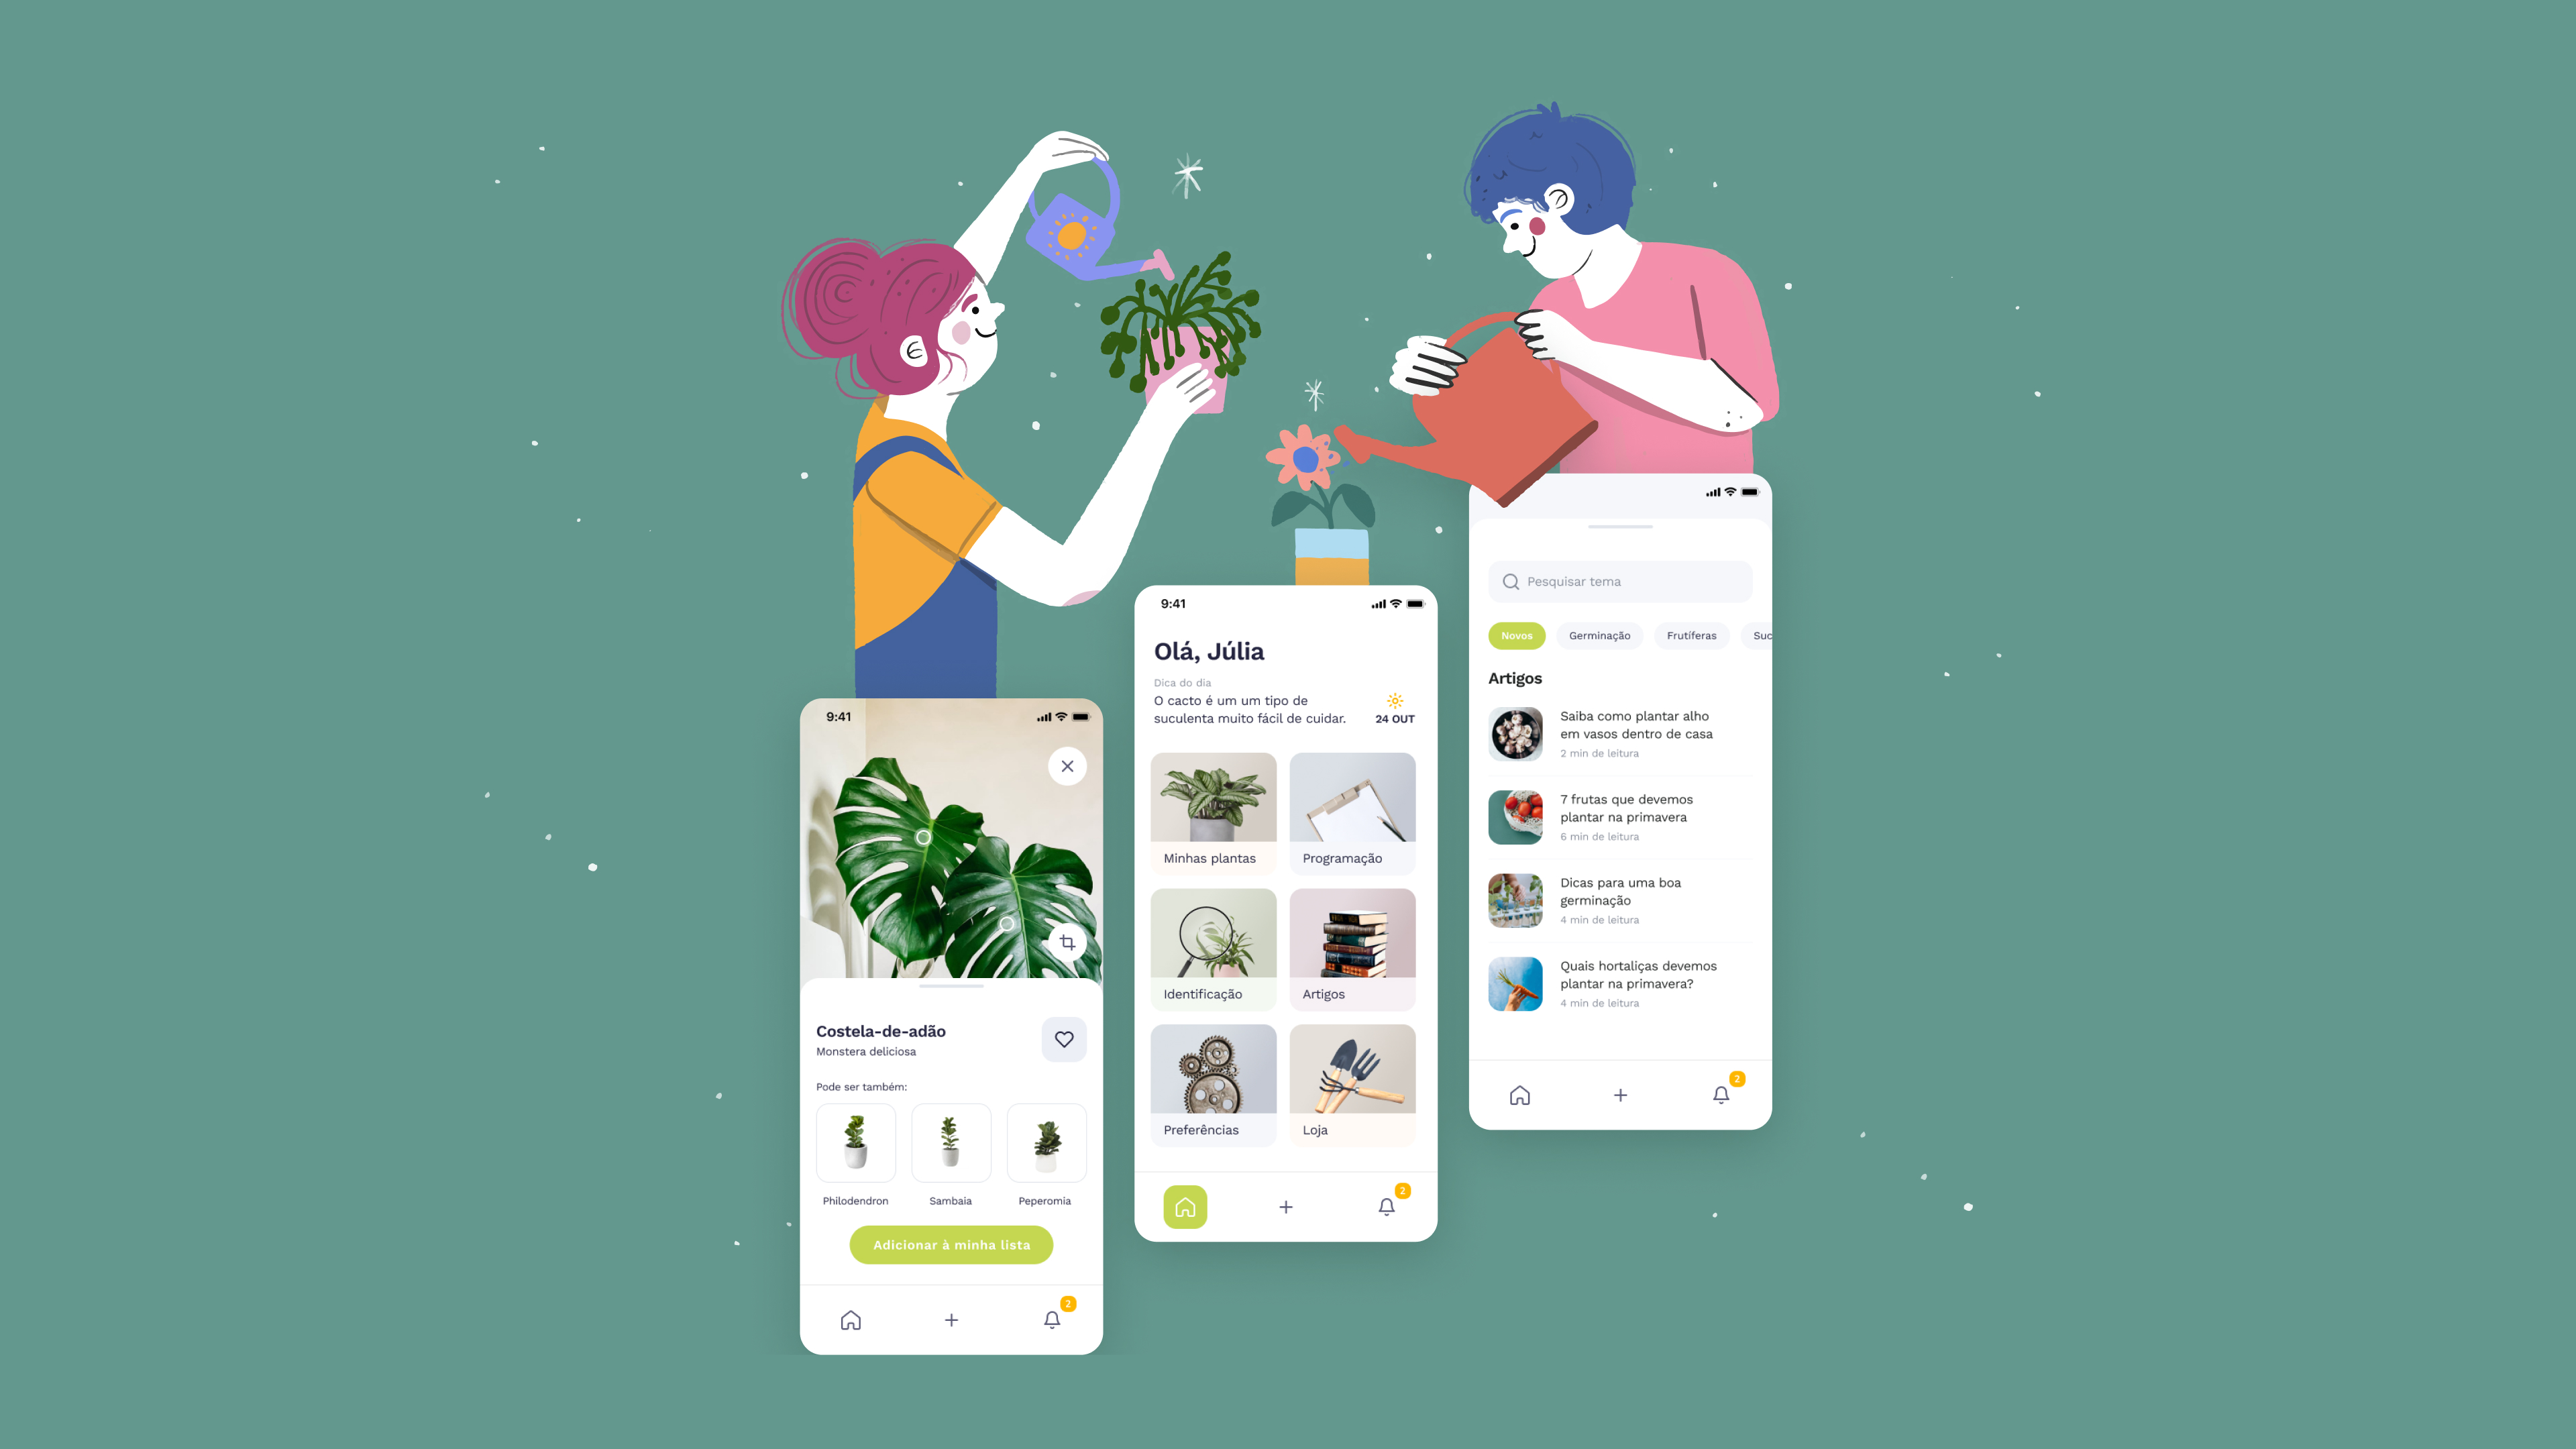 9:41
Costela-de-adão
Monstera deliciosa
Pode ser também:
Philodendron
Sambaia
Peperomia
Adicionar à minha lista
2
9:41
Olá, Júlia
Dica do dia
O cacto é um um tipo de
suculenta muito fácil de cuidar.
24 OUT
Minhas plantas
Programação
Identificação
Artigos
Preferências
Loja
2
Pesquisar tema
Novos
Germinação
Frutíferas
Suc
Artigos
Saiba como plantar alho
em vasos dentro de casa
2 min de leitura
7 frutas que devemos
plantar na primavera
6 min de leitura
Dicas para uma boa
germinação
4 min de leitura
Quais hortaliças devemos
plantar na primavera?
4 min de leitura
2